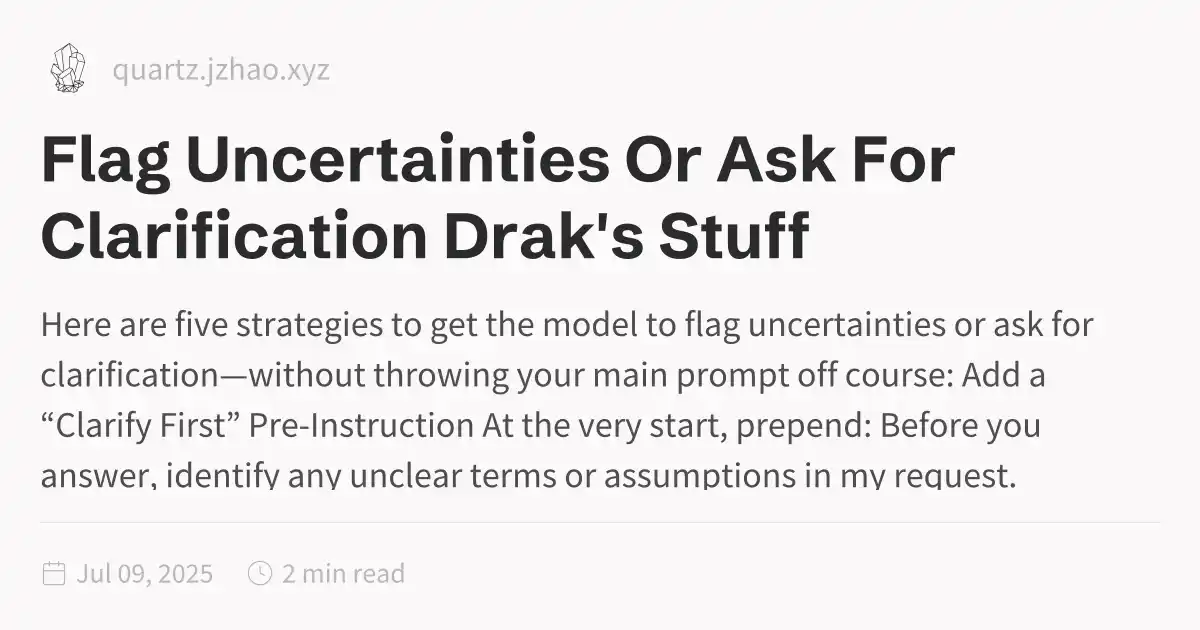 quartz.jzhao.xyz
Flag Uncertainties Or Ask For
Clarification Drak's Stuff
Here are five strategies to get the model to flag uncertainties or ask for
clarification—without throwing your main prompt off course: Add a
“Clarify First” Pre-Instruction At the very start, prepend: Before you
answer, identify any unclear terms or assumptions in my request.
Jul 09, 2025 2 min read